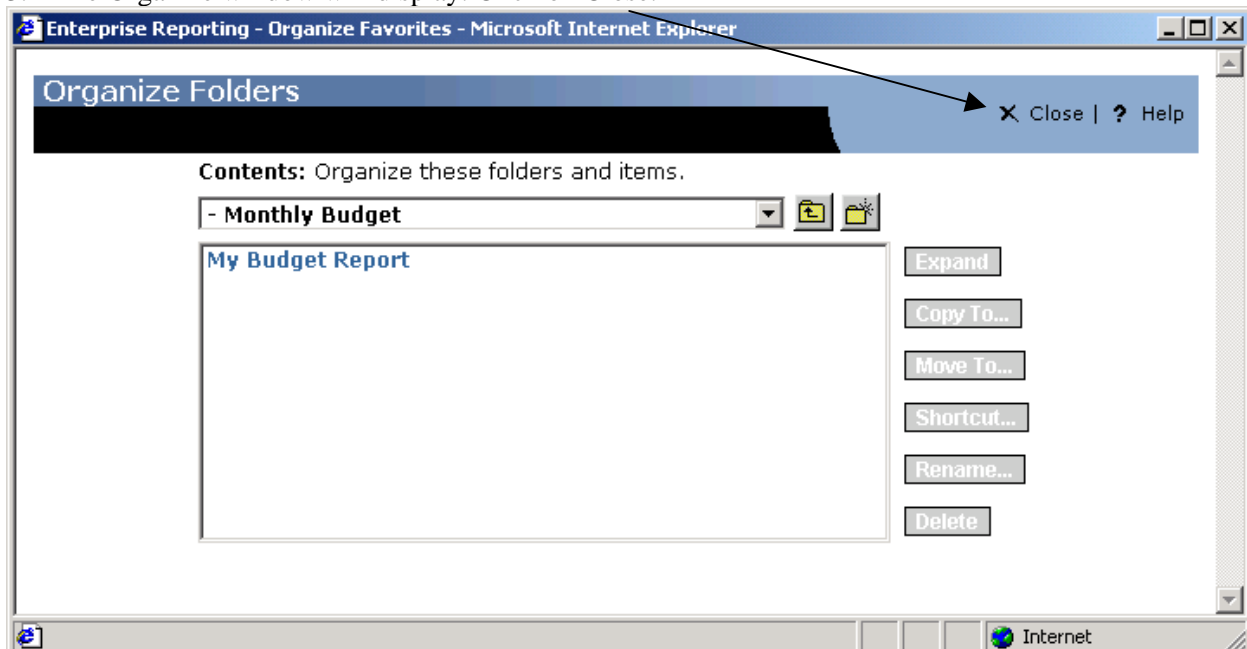 Enterprise Reporting - Organize Favorites - Microsoft Internet Explorer
Organize Folders
X Close | ? Help
Contents: Organize these folders and items.
- Monthly Budget
My Budget Report
Expand
Copy To...
Move To...
Shortcut...
Rename...
Delete
Internet